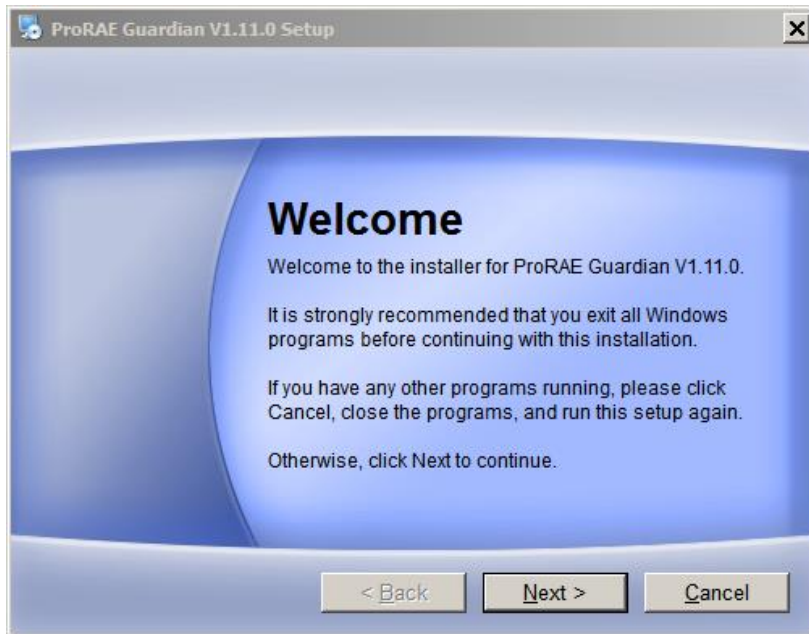 ProRAE Guardian V1.11.0 Setup
Welcome
Welcome to the installer for ProRAE Guardian V1.11.0.
It is strongly recommended that you exit all Windows
programs before continuing with this installation.
If you have any other programs running, please click
Cancel, close the programs, and run this setup again.
Otherwise, click Next to continue.
< Back
Next >
Cancel